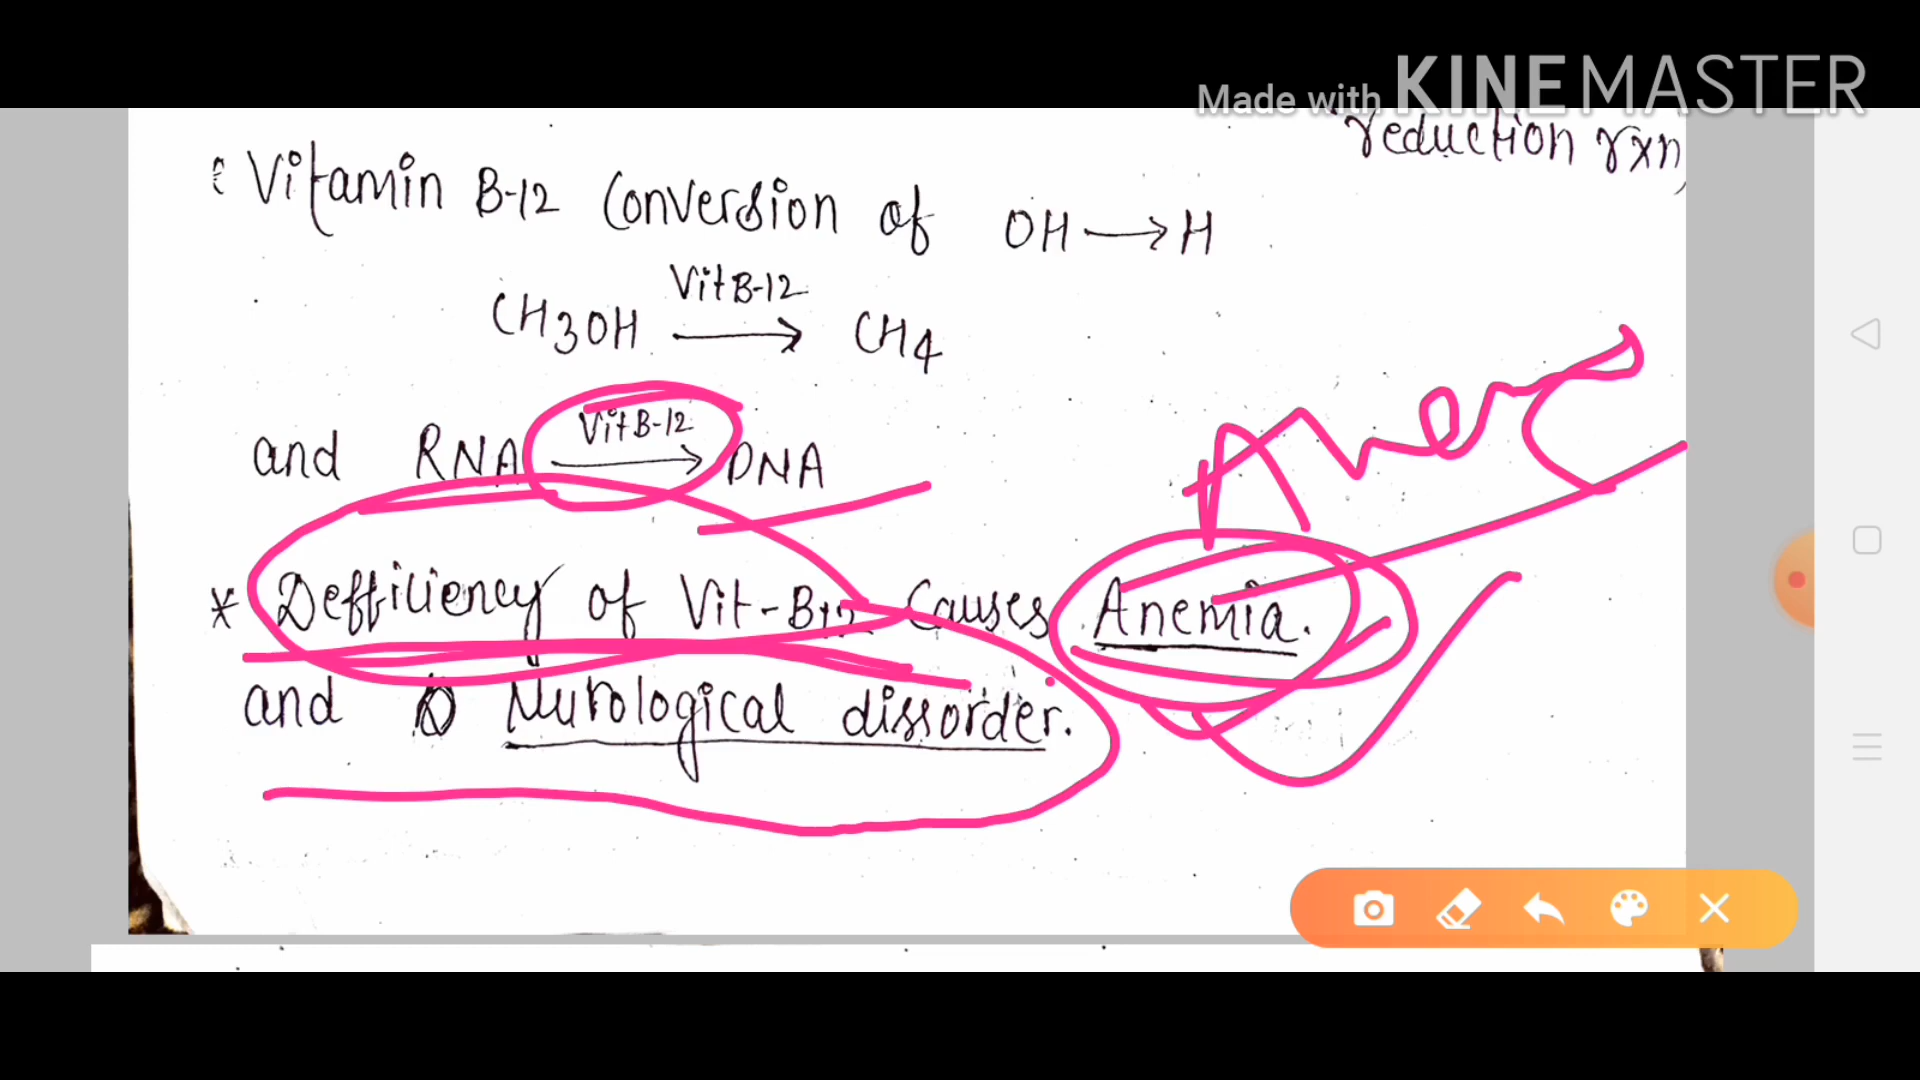 Made with KINEMASTER
reduction rxn
Vitamin B-12 Conversion of OH → H
Vit B-12
CH3OH → CH4
Vit B-12
and RNA → DNA
* Deffiliency of Vit-B12 Causes Anemia.
and Nurological dissorder.